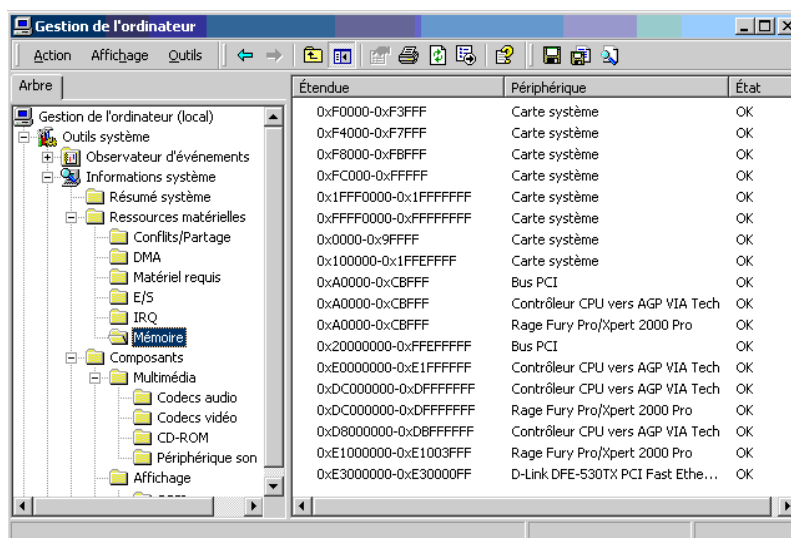 Gestion de l'ordinateur
Action Affichage Outils
Arbre
Gestion de l'ordinateur (local)
Outils système
Observateur d'événements
Informations système
Résumé système
Ressources matérielles
Conflits/Partage
DMA
Matériel requis
E/S
IRQ
Mémoire
Composants
Multimédia
Codecs audio
Codecs vidéo
CD-ROM
Périphérique son
Affichage
Étendue Périphérique État
0xF0000-0xF3FFF Carte système OK
0xF4000-0xF7FFF Carte système OK
0xF8000-0xFBFFF Carte système OK
0xFC000-0xFFFFF Carte système OK
0x1FFF0000-0x1FFFFFFF Carte système OK
0xFFFF0000-0xFFFFFFFF Carte système OK
0x0000-0x9FFFF Carte système OK
0x100000-0x1FFEFFFF Carte système OK
0xA0000-0xCBFFF Bus PCI OK
0xA0000-0xCBFFF Contrôleur CPU vers AGP VIA Tech OK
0xA0000-0xCBFFF Rage Fury Pro/Xpert 2000 Pro OK
0x20000000-0xFFEFFFFF Bus PCI OK
0xE0000000-0xE1FFFFFF Contrôleur CPU vers AGP VIA Tech OK
0xDC000000-0xDFFFFFFF Contrôleur CPU vers AGP VIA Tech OK
0xDC000000-0xDFFFFFFF Rage Fury Pro/Xpert 2000 Pro OK
0xD8000000-0xDBFFFFFF Contrôleur CPU vers AGP VIA Tech OK
0xE1000000-0xE1003FFF Rage Fury Pro/Xpert 2000 Pro OK
0xE3000000-0xE30000FF D-Link DFE-530TX PCI Fast Ethe... OK